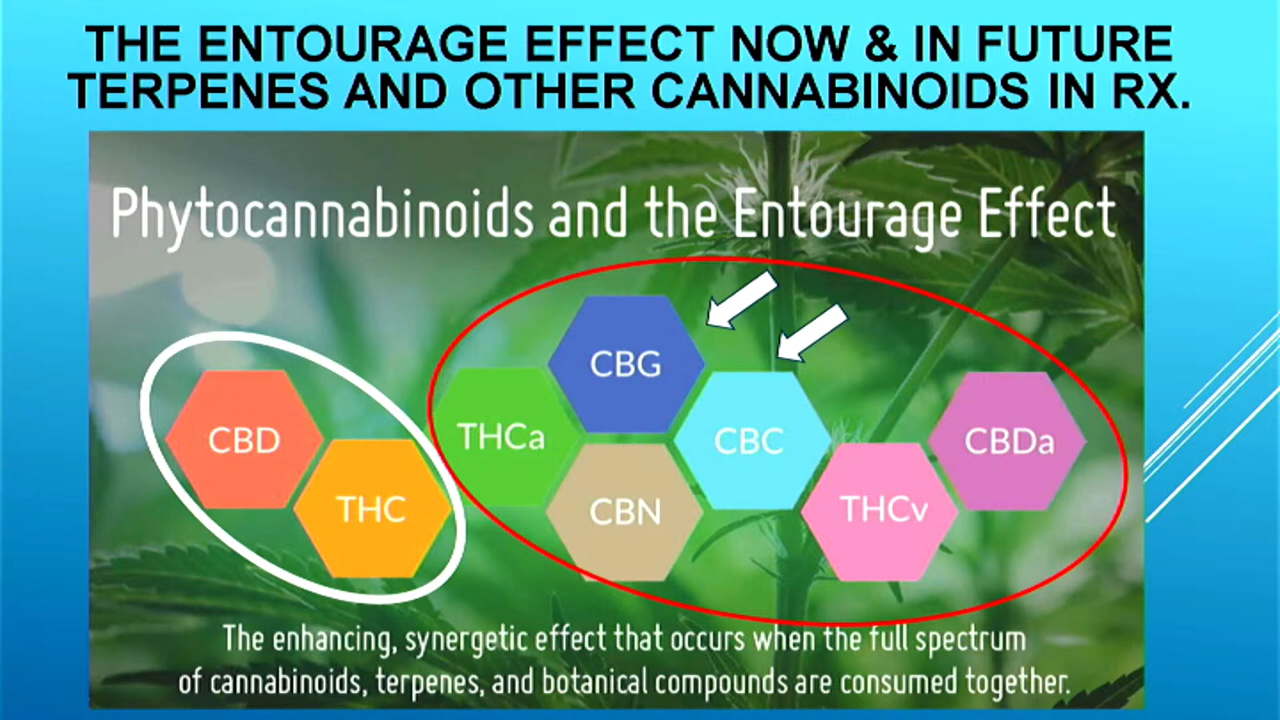 THE ENTOURAGE EFFECT NOW & IN FUTURE
TERPENES AND OTHER CANNABINOIDS IN RX.
Phytocannabinoids and the Entourage Effect
CBD
THC
THCa
CBG
CBN
CBC
THCv
CBDa
The enhancing, synergetic effect that occurs when the full spectrum
of cannabinoids, terpenes, and botanical compounds are consumed together.